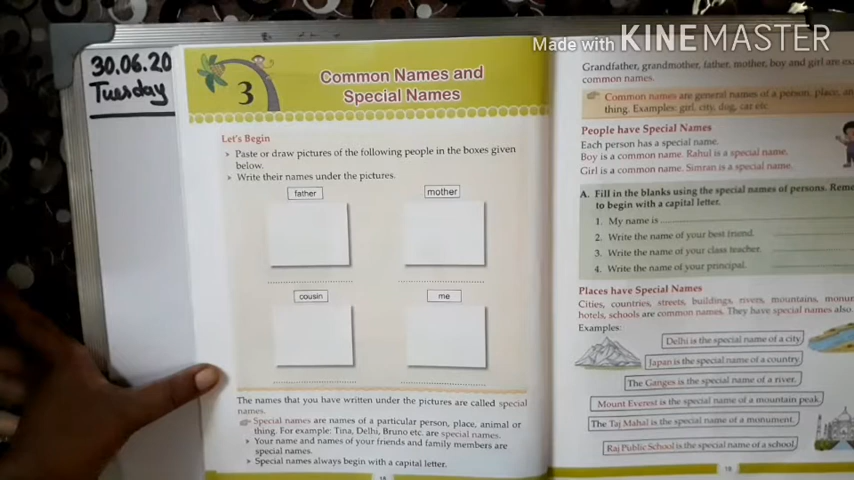 Made with KINEMASTER
30.06.20
Tuesday
3
Common Names and
Special Names
Let's Begin
Paste or draw pictures of the following people in the boxes given
below.
Write their names under the pictures.
father
mother
cousin
me
The names that you have written under the pictures are called special
names.
Special names are names of a particular person, place, animal or
thing. For example: Tina, Delhi, Bruno etc. are special names.
Your name and names of your friends and family members are
special names.
Special names always begin with a capital letter.
Grandfather, grandmother, father, mother, boy and girl are
common names.
Common names are general names of a person, place,
thing. Examples: girl, city, dog, car etc.
People have Special Names
Each person has a special name.
Boy is a common name. Rahul is a special name.
Girl is a common name. Simran is a special name.
A. Fill in the blanks using the special names of persons.
to begin with a capital letter.
1. My name is
2. Write the name of your best friend.
3. Write the name of your class teacher.
4. Write the name of your principal.
Places have Special Names
Cities, countries, streets, buildings, rivers, mountains,
hotels, schools are common names. They have special names also.
Examples:
Delhi is the special name of a city
Japan is the special name of a country.
The Ganges is the special name of a river.
Mount Everest is the special name of a mountain peak.
The Taj Mahal is the special name of a monument.
Raj Public School is the special name of a school.